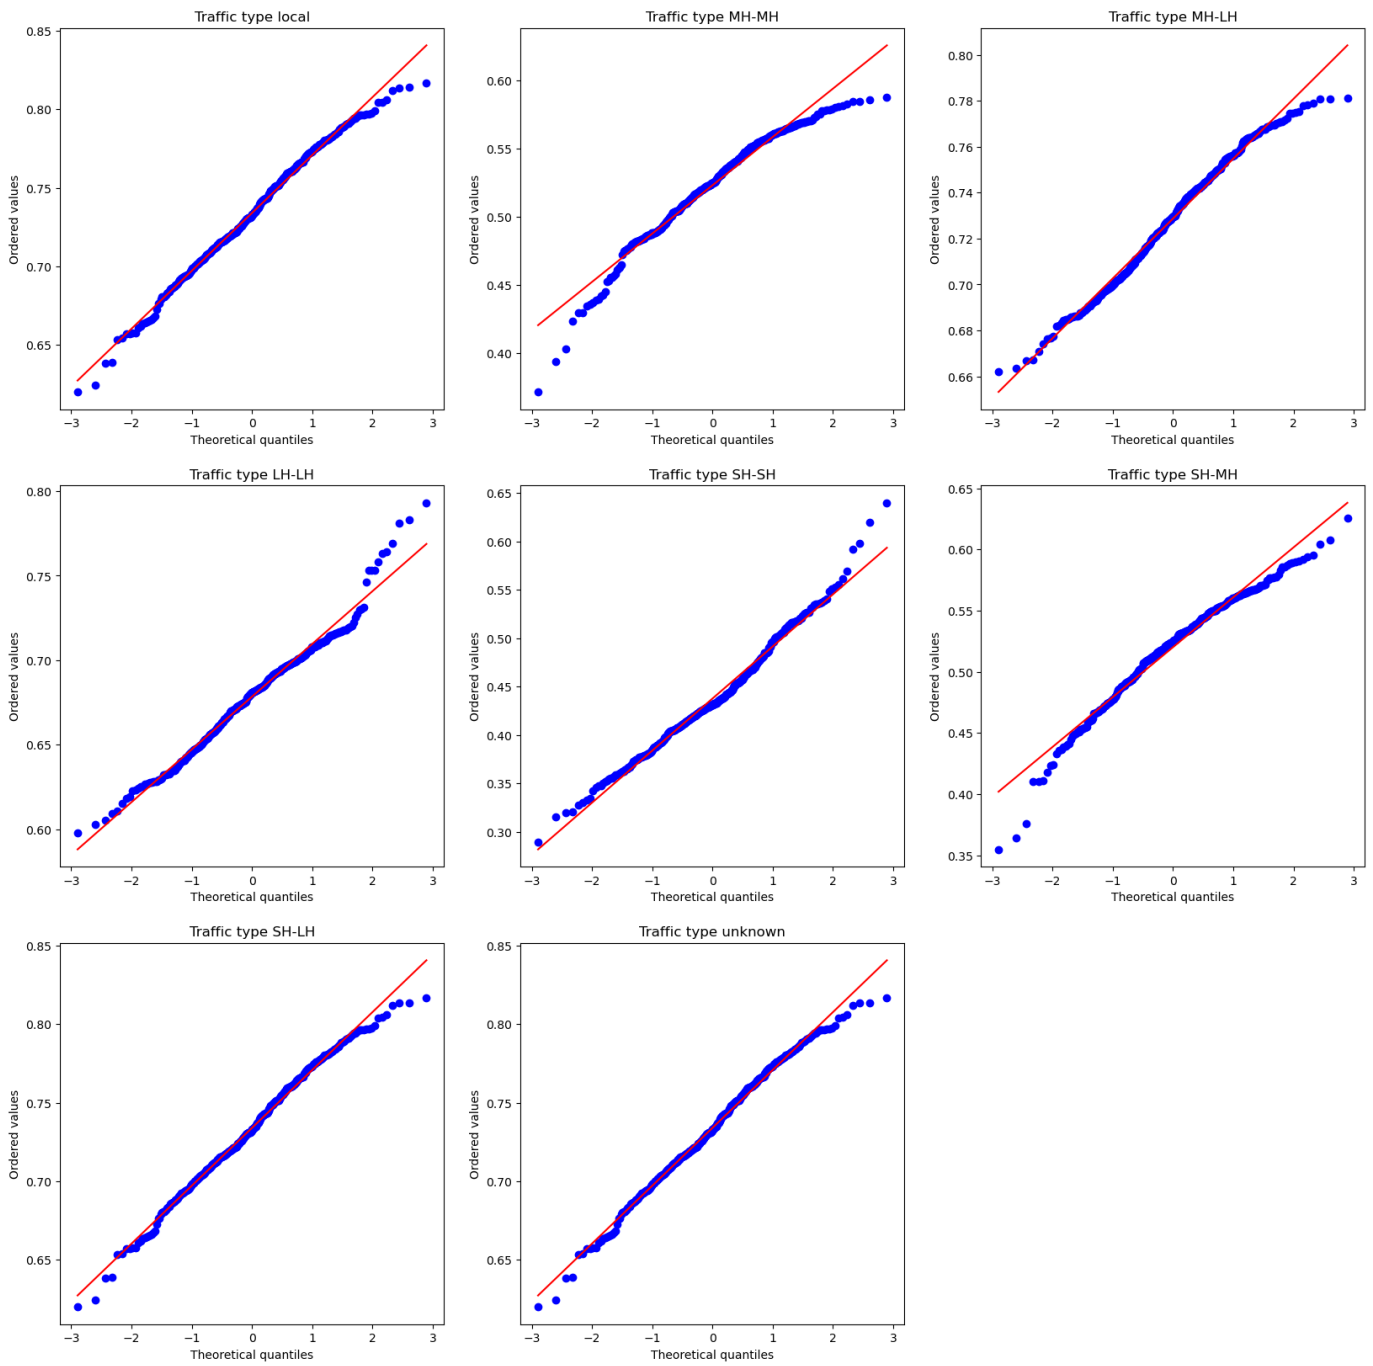 Traffic type local
Ordered values
0.85
0.80
0.75
0.70
0.65
−3 −2 −1 0 1 2 3
Theoretical quantiles
Traffic type MH-MH
Ordered values
0.60
0.55
0.50
0.45
0.40
−3 −2 −1 0 1 2 3
Theoretical quantiles
Traffic type MH-LH
Ordered values
0.80
0.78
0.76
0.74
0.72
0.70
0.68
0.66
−3 −2 −1 0 1 2 3
Theoretical quantiles
Traffic type LH-LH
Ordered values
0.80
0.75
0.70
0.65
0.60
−3 −2 −1 0 1 2 3
Theoretical quantiles
Traffic type SH-SH
Ordered values
0.65
0.60
0.55
0.50
0.45
0.40
0.35
0.30
−3 −2 −1 0 1 2 3
Theoretical quantiles
Traffic type SH-MH
Ordered values
0.65
0.60
0.55
0.50
0.45
0.40
0.35
−3 −2 −1 0 1 2 3
Theoretical quantiles
Traffic type SH-LH
Ordered values
0.85
0.80
0.75
0.70
0.65
−3 −2 −1 0 1 2 3
Theoretical quantiles
Traffic type unknown
Ordered values
0.85
0.80
0.75
0.70
0.65
−3 −2 −1 0 1 2 3
Theoretical quantiles